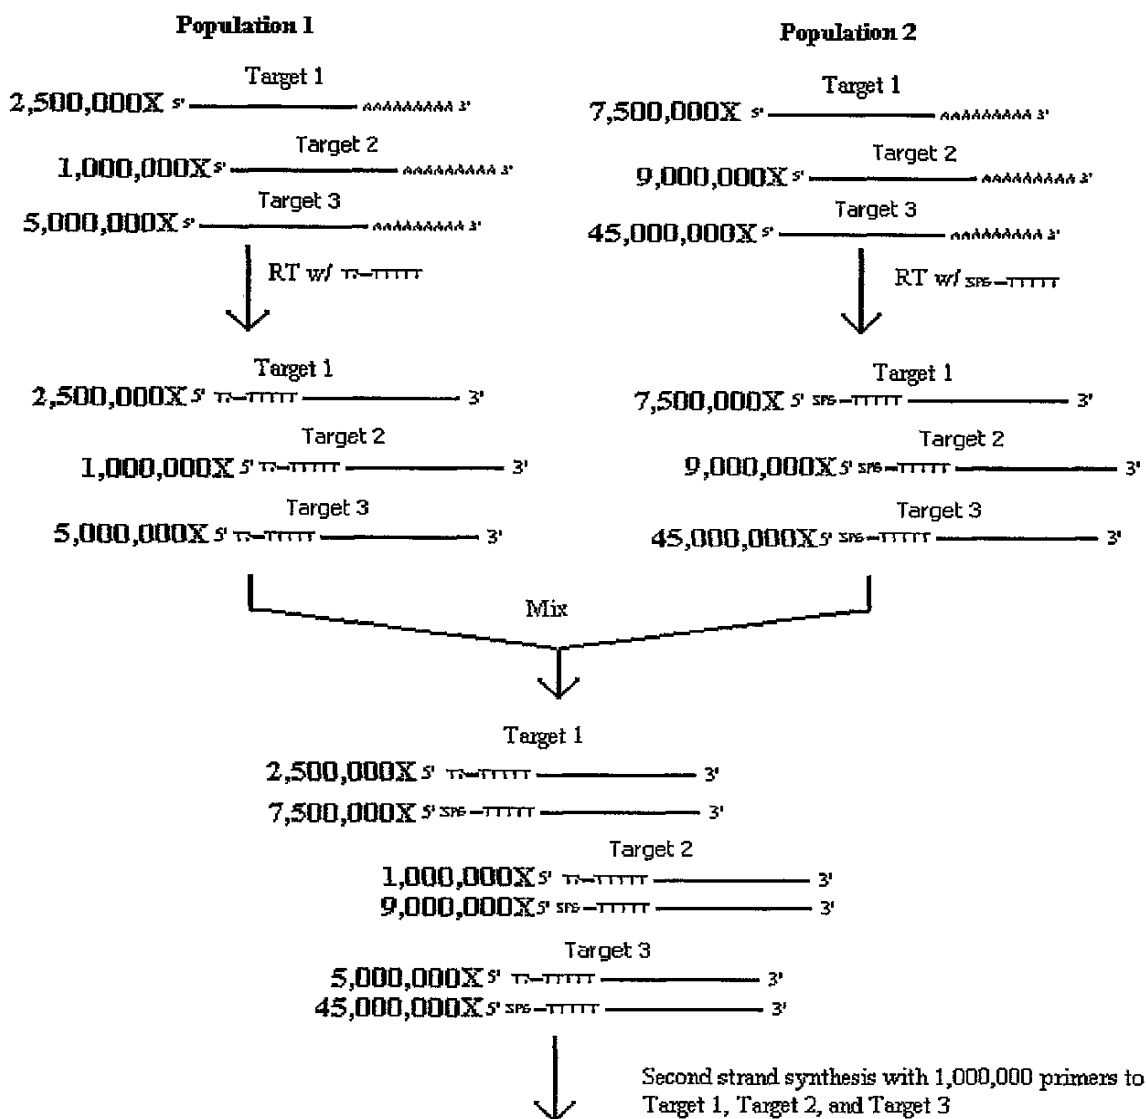 Population 1
Population 2
Target 1
2,500,000X 5' AAAAAAAAA 3'
Target 2
1,000,000X 5' AAAAAAAAA 3'
Target 3
5,000,000X 5' AAAAAAAAA 3'
RT w/ T7-TTTTT
Target 1
7,500,000X 5' AAAAAAAAA 3'
Target 2
9,000,000X 5' AAAAAAAAA 3'
Target 3
45,000,000X 5' AAAAAAAAA 3'
RT w/ SP6-TTTTT
Target 1
2,500,000X 5' T7-TTTTT 3'
Target 2
1,000,000X 5' T7-TTTTT 3'
Target 3
5,000,000X 5' T7-TTTTT 3'
Target 1
7,500,000X 5' SP6-TTTTT 3'
Target 2
9,000,000X 5' SP6-TTTTT 3'
Target 3
45,000,000X 5' SP6-TTTTT 3'
Mix
Target 1
2,500,000X 5' T7-TTTTT 3'
7,500,000X 5' SP6-TTTTT 3'
Target 2
1,000,000X 5' T7-TTTTT 3'
9,000,000X 5' SP6-TTTTT 3'
Target 3
5,000,000X 5' T7-TTTTT 3'
45,000,000X 5' SP6-TTTTT 3'
Second strand synthesis with 1,000,000 primers to
Target 1, Target 2, and Target 3